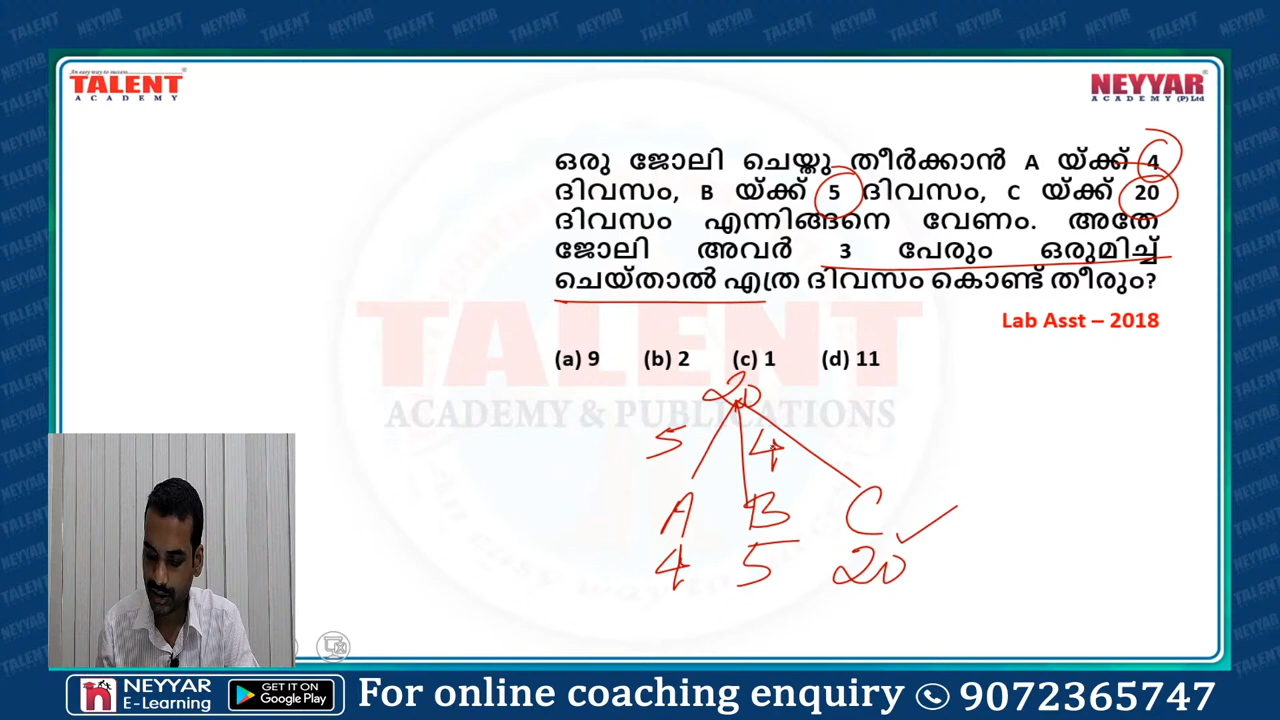 An easy way to success............
TALENT
ACADEMY
NEYYAR
ACADEMY (P) Ltd
ഒരു ജോലി ചെയ്തു തീർക്കാൻ A യ്ക്ക് 4
ദിവസം, B യ്ക്ക് 5 ദിവസം, C യ്ക്ക് 20
ദിവസം എന്നിങ്ങനെ വേണം. അതേ
ജോലി അവർ 3 പേരും ഒരുമിച്ച്
ചെയ്താൽ എത്ര ദിവസം കൊണ്ട് തീരും?
Lab Asst – 2018
(a) 9 (b) 2 (c) 1 (d) 11
TALENT
ACADEMY & PUBLICATIONS
20
5 4
A B C
4 5 20
NEYYAR
E-Learning
GET IT ON
Google Play
For online coaching enquiry 9072365747